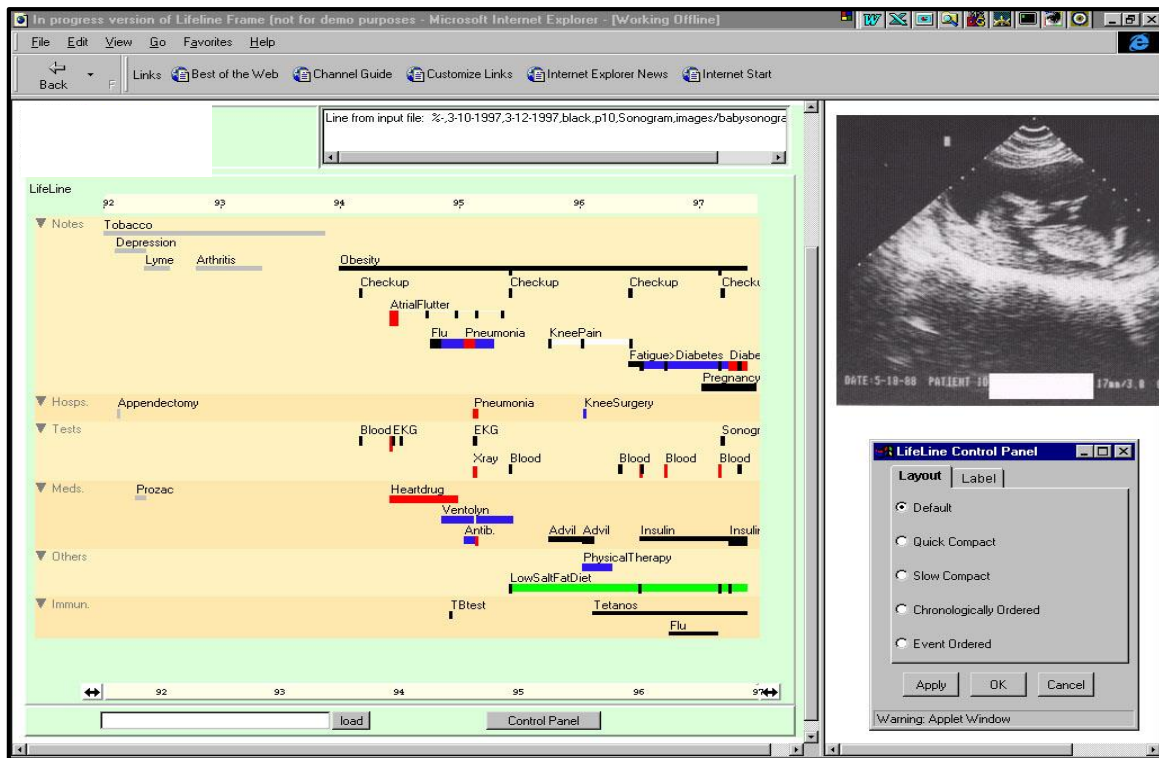 In progress version of Lifeline Frame (not for demo purposes - Microsoft Internet Explorer - [Working Offline]
File Edit View Go Favorites Help
Back
Links Best of the Web Channel Guide Customize Links Internet Explorer News Internet Start
Line from input file: %-,3-10-1997,3-12-1997,black,p10,Sonogram,images/babysonogra
LifeLine
92 93 94 95 96 97
Notes Tobacco
Depression
Lyme Arthritis Obesity
Checkup Checkup Checkup Checku
AtrialFlutter
Flu Pneumonia KneePain
Fatigue>Diabetes Diabe
Pregnancy
Hosps. Appendectomy Pneumonia KneeSurgery
Tests Blood EKG EKG Sonogr
Xray Blood Blood Blood Blood
Meds. Prozac Heartdrug
Ventolyn
Antib. Advil Advil Insulin Insulin
Others PhysicalTherapy
LowSaltFatDiet
Immun. TBtest Tetanos
Flu
92 93 94 95 96 97
load Control Panel
DATE:5-10-88 PATIENT ID 17mm/3.0
LifeLine Control Panel
Layout Label
Default
Quick Compact
Slow Compact
Chronologically Ordered
Event Ordered
Apply OK Cancel
Warning: Applet Window